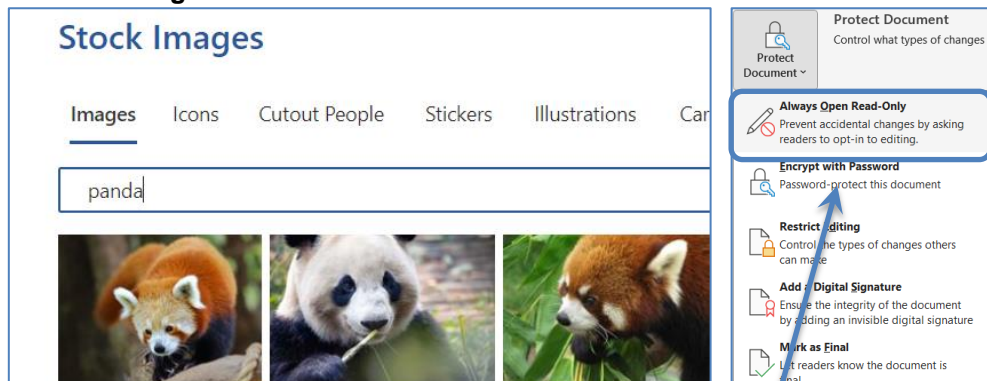 Stock Images
Images Icons Cutout People Stickers Illustrations Car
panda
Protect Document
Control what types of changes
Protect
Document
Always Open Read-Only
Prevent accidental changes by asking
readers to opt-in to editing.
Encrypt with Password
Password-protect this document
Restrict Editing
Control the types of changes others
can make
Add a Digital Signature
Ensure the integrity of the document
by adding an invisible digital signature
Mark as Final
Let readers know the document is
final